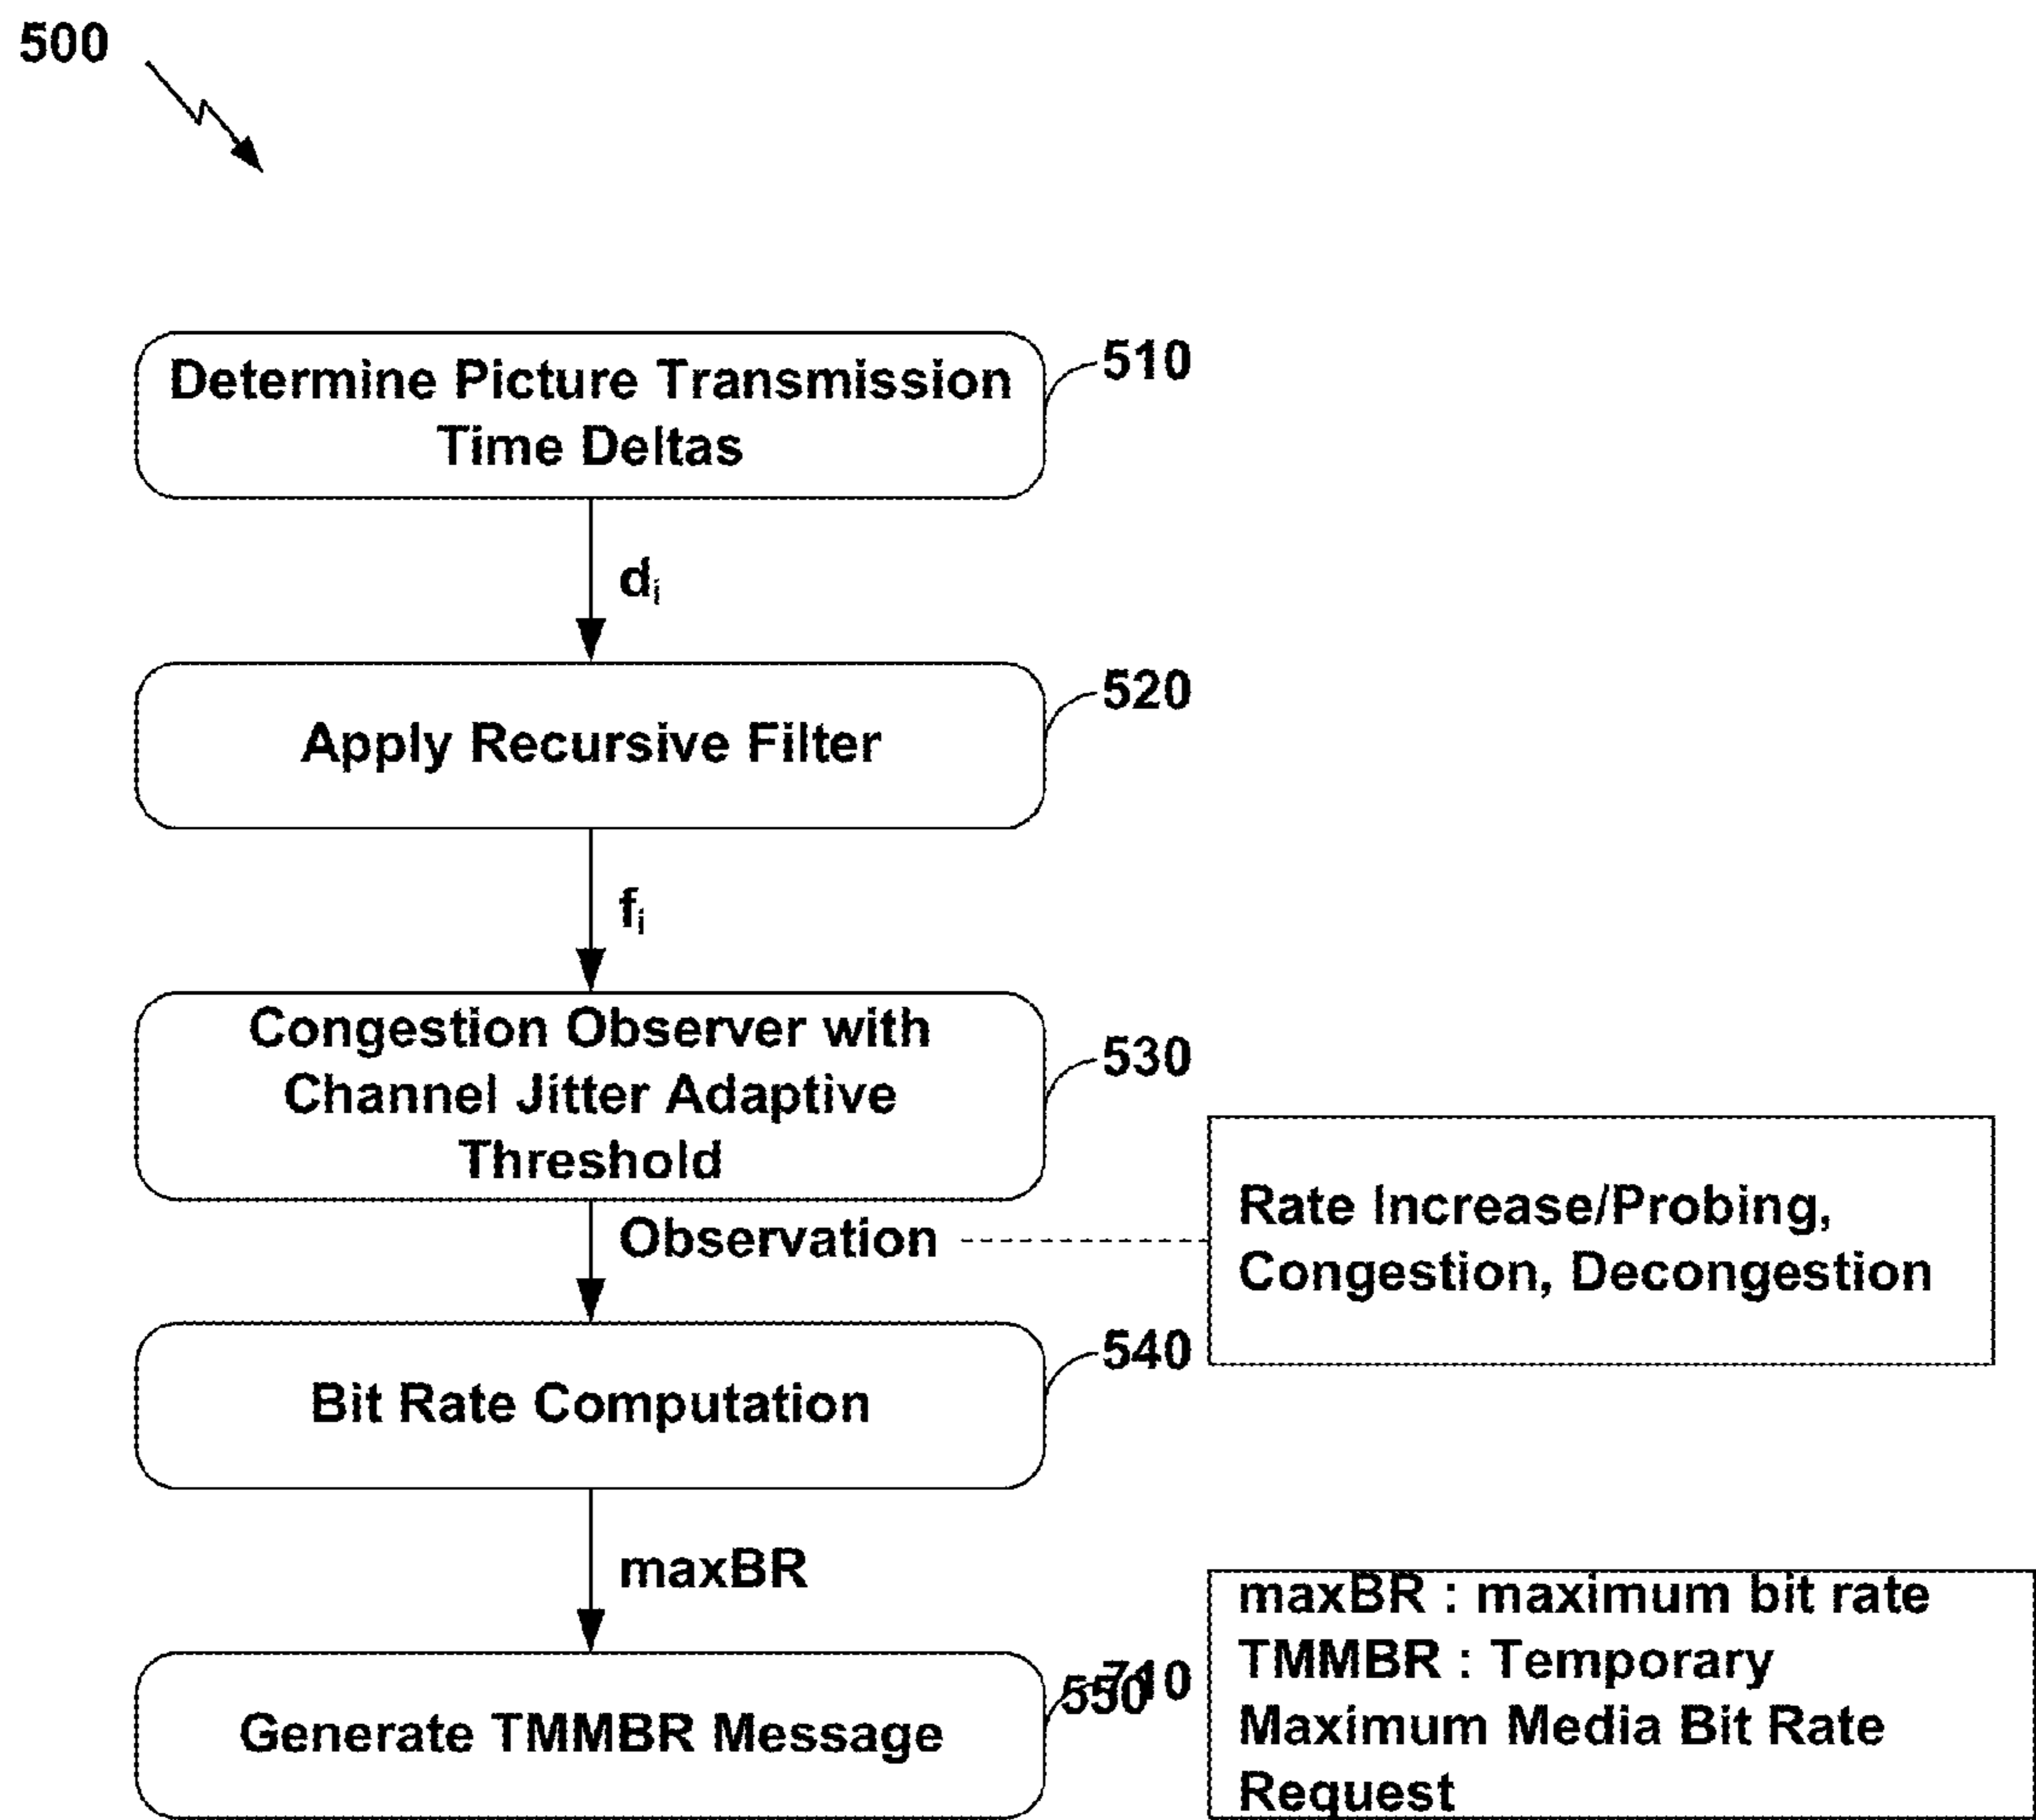 500
Determine Picture Transmission
Time Deltas
510
di
Apply Recursive Filter
520
fi
Congestion Observer with
Channel Jitter Adaptive
Threshold
530
Observation
Rate Increase/Probing,
Congestion, Decongestion
Bit Rate Computation
540
maxBR
Generate TMMBR Message
550
710
maxBR : maximum bit rate
TMMBR : Temporary
Maximum Media Bit Rate
Request